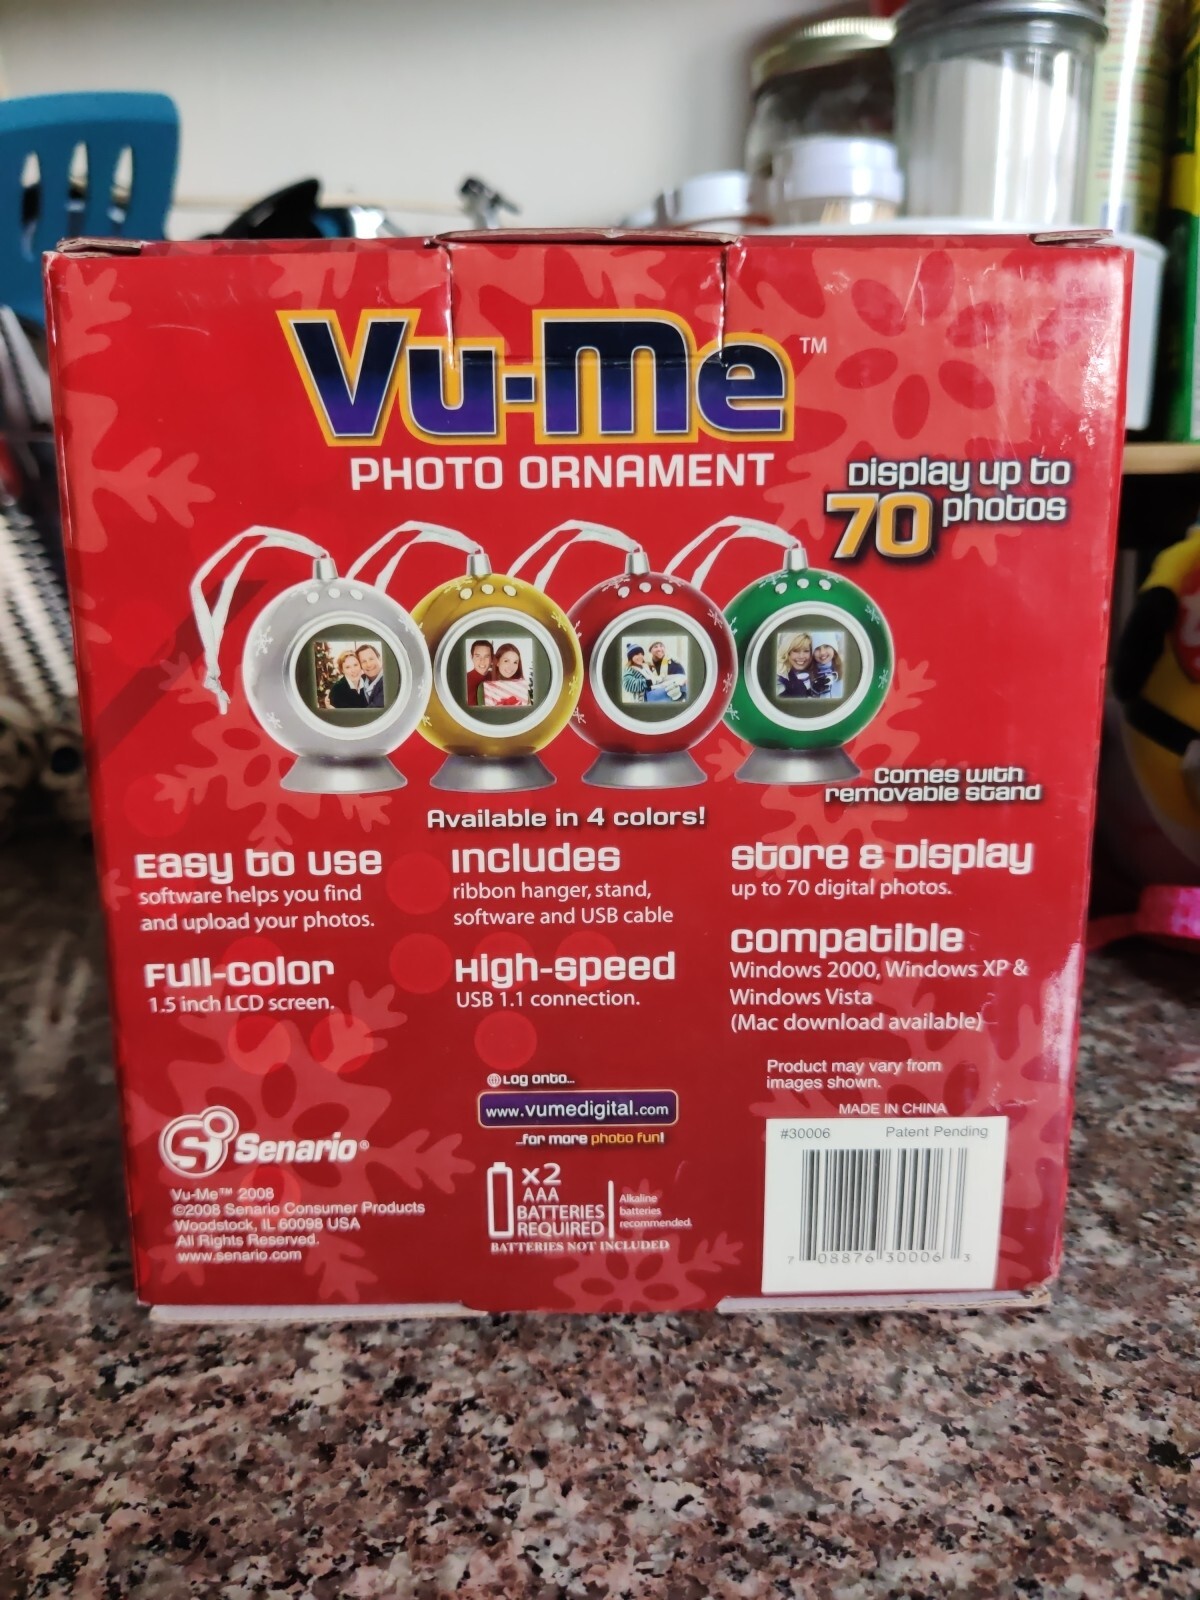 Vu-Me™
PHOTO ORNAMENT
Display up to
70 photos
Comes with
removable stand
Available in 4 colors!
Easy to use
software helps you find
and upload your photos.
Full-color
1.5 inch LCD screen.
Includes
ribbon hanger, stand,
software and USB cable
High-speed
USB 1.1 connection.
Store & Display
up to 70 digital photos.
Compatible
Windows 2000, Windows XP &
Windows Vista
(Mac download available)
Product may vary from
images shown.
MADE IN CHINA
#30006 Patent Pending
7 08876 30006 3
Log onto...
www.vumedigital.com
...for more photo fun!
x2
AAA
BATTERIES
REQUIRED
Alkaline
batteries
recommended.
BATTERIES NOT INCLUDED
Si Senario®
Vu-Me™ 2008
©2008 Senario Consumer Products
Woodstock, IL 60098 USA
All Rights Reserved.
www.senario.com